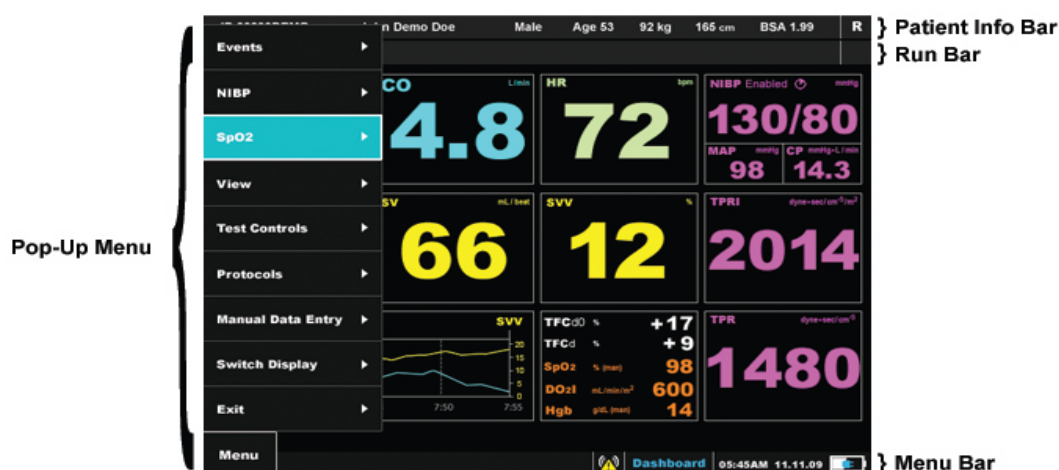 n Demo Doe Male Age 53 92 kg 165 cm BSA 1.99 R } Patient Info Bar
} Run Bar
Events
NIBP
SpO2
View
Test Controls
Protocols
Manual Data Entry
Switch Display
Exit
Menu
Pop-Up Menu
CO L/min
4.8
HR bpm
72
NIBP Enabled mmHg
130/80
MAP mmHg CP mmHg-L/min
98 14.3
SV mL/beat
66
SVV %
12
TPRI dyne-sec/cm⁻⁵/m²
2014
SVV
20
15
10
5
0
7:50 7:55
TFCd0 % +17
TFCd % +9
SpO2 % (man) 98
DO2I mL/min/m² 600
Hgb g/dL (man) 14
TPR dyne-sec/cm⁻⁵
1480
Dashboard 05:45AM 11.11.09 } Menu Bar